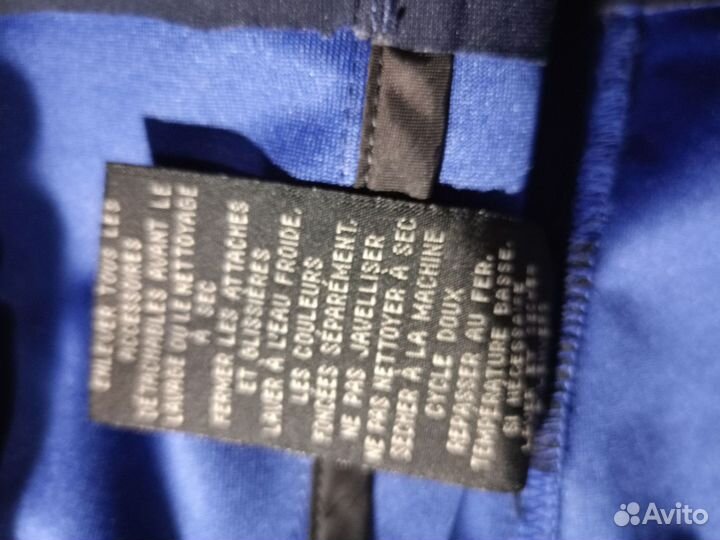 ENLEVER TOUS LES
ACCESSOIRES
DÉTACHABLES AVANT LE
LAVAGE OU LE NETTOYAGE
À SEC
FERMER LES ATTACHES
ET GLISSIÈRES
LAVER À L'EAU FROIDE.
LES COULEURS
FONCÉES SÉPARÉMENT.
NE PAS JAVELLISER
NE PAS NETTOYER À SEC
SÉCHER À LA MACHINE
CYCLE DOUX
REPASSER AU FER.
TEMPÉRATURE BASSE.
SI NÉCESSAIRE
Avito